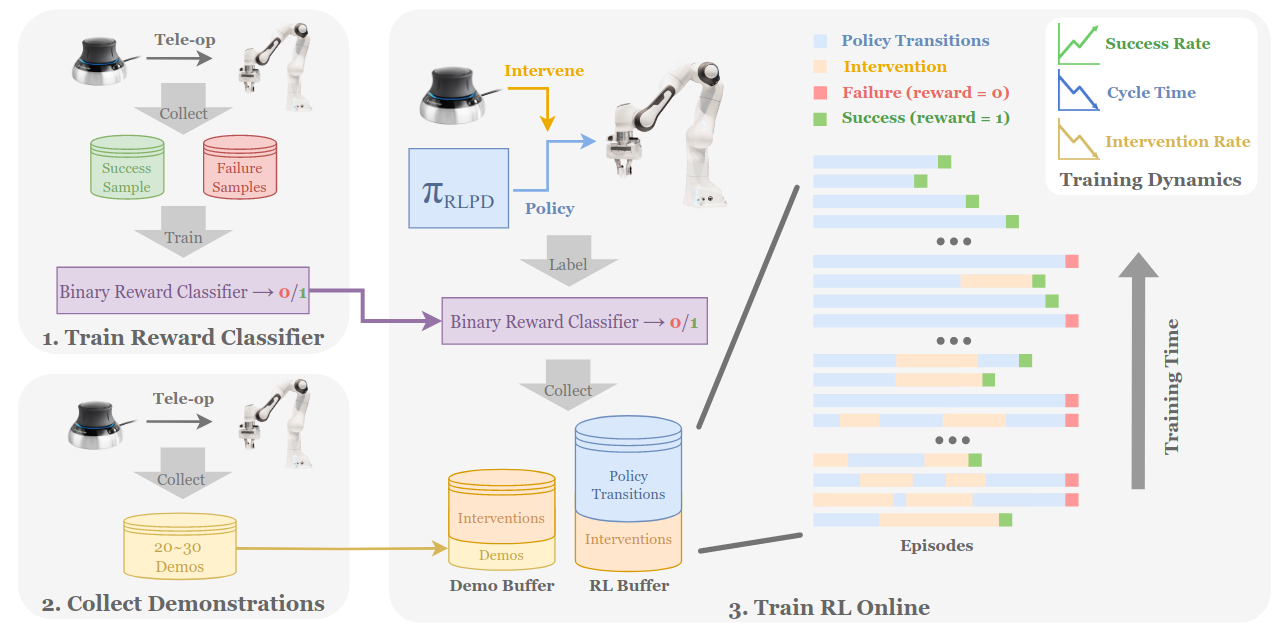 Tele-op
Collect
Success
Sample
Failure
Samples
Train
Binary Reward Classifier → 0/1
1. Train Reward Classifier
Tele-op
Collect
20~30
Demos
2. Collect Demonstrations
Intervene
πRLPD
Policy
Label
Binary Reward Classifier → 0/1
Collect
Interventions
Demos
Demo Buffer
Policy
Transitions
Interventions
RL Buffer
Policy Transitions
Intervention
Failure (reward = 0)
Success (reward = 1)
Success Rate
Cycle Time
Intervention Rate
Training Dynamics
Training Time
Episodes
3. Train RL Online